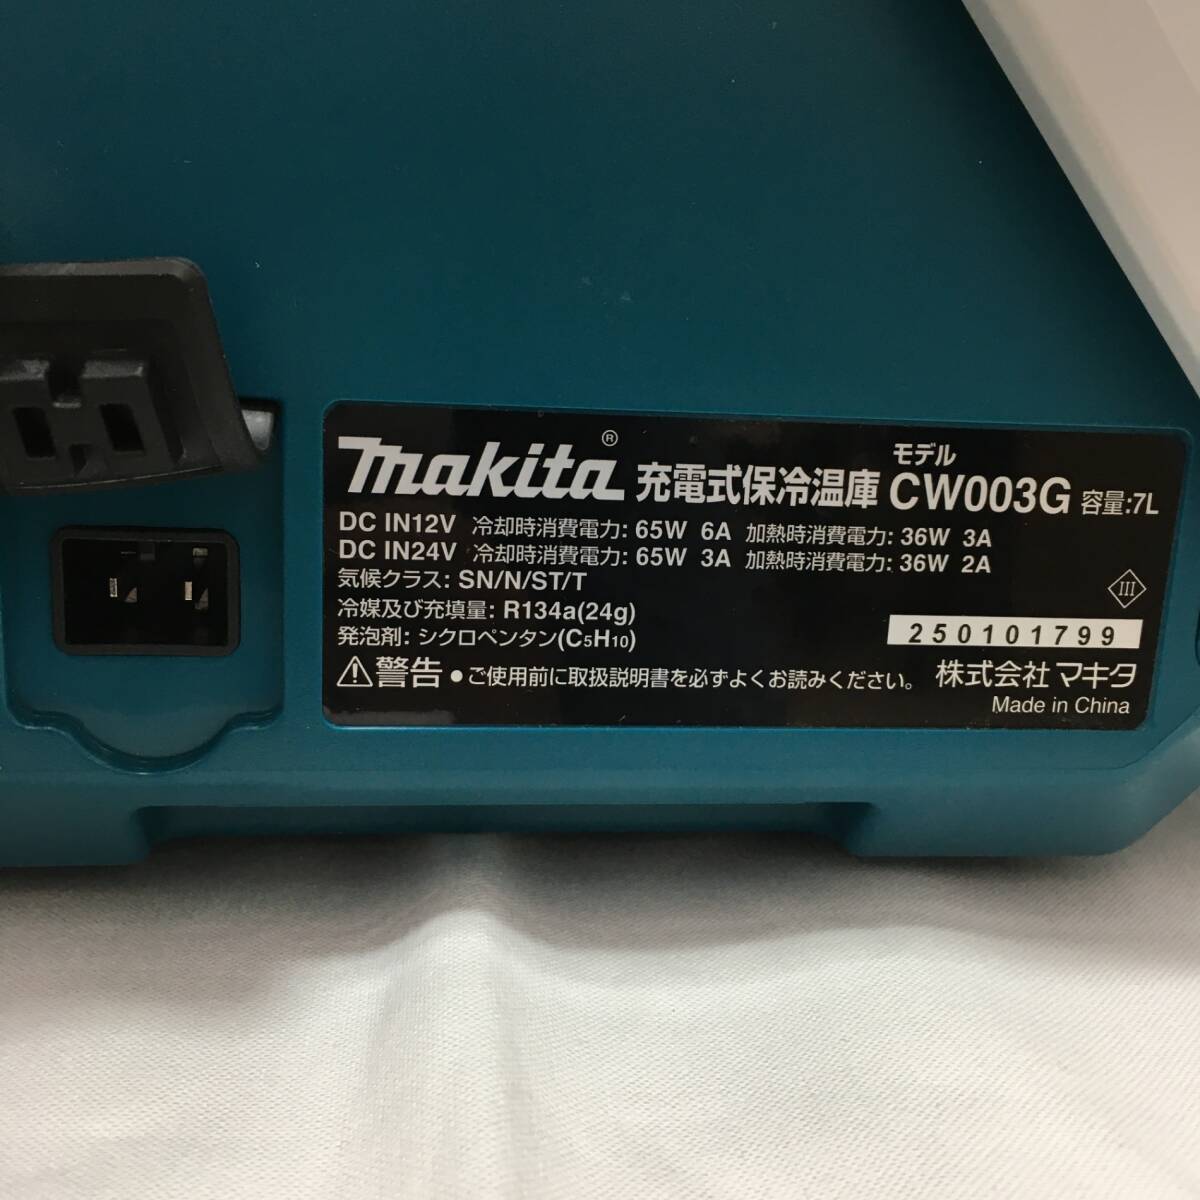 makita® 充電式保冷温庫 モデル CW003G 容量:7L
DC IN12V 冷却時消費電力: 65W 6A 加熱時消費電力: 36W 3A
DC IN24V 冷却時消費電力: 65W 3A 加熱時消費電力: 36W 2A
気候クラス: SN/N/ST/T
III
冷媒及び充填量: R134a(24g)
発泡剤: シクロペンタン(C₅H₁₀)
250101799
⚠警告 ●ご使用前に取扱説明書を必ずよくお読みください。 株式会社 マキタ
Made in China